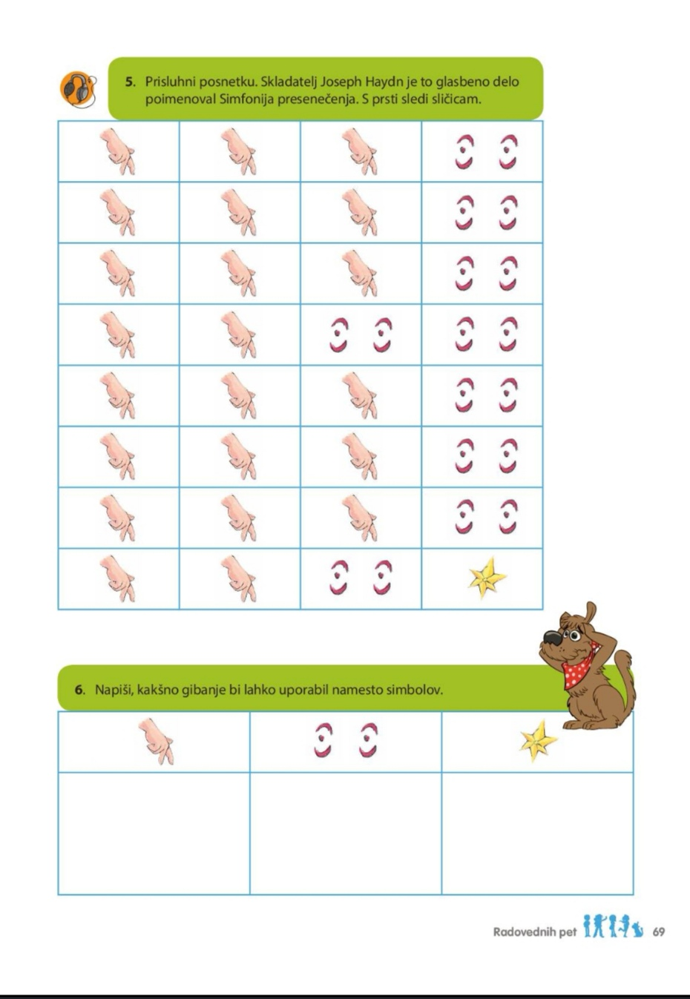 5. Prisluhni posnetku. Skladatelj Joseph Haydn je to glasbeno delo
poimenoval Simfonija presenečenja. S prsti sledi sličicam.
6. Napiši, kakšno gibanje bi lahko uporabil namesto simbolov.
Radovednih pet 69